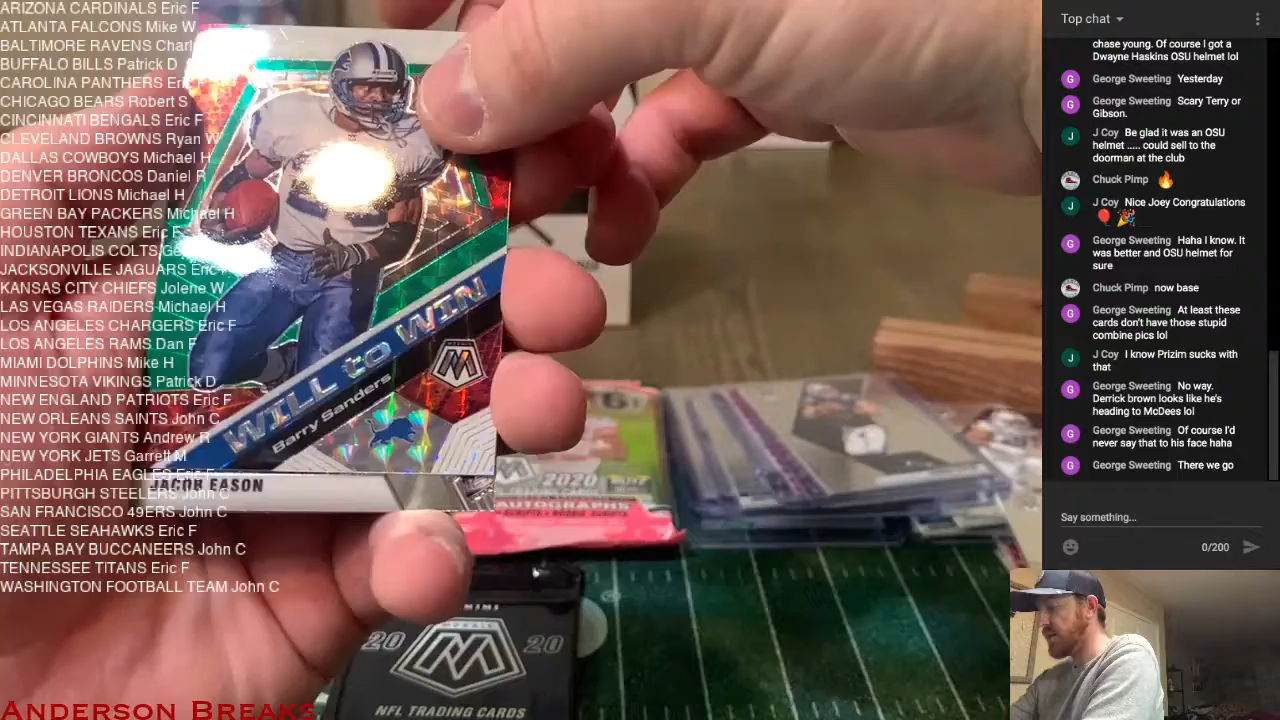 ARIZONA CARDINALS Eric F
ATLANTA FALCONS Mike W
BALTIMORE RAVENS Charl
BUFFALO BILLS Patrick D
CAROLINA PANTHERS Eric F
CHICAGO BEARS Robert S
CINCINNATI BENGALS Eric F
CLEVELAND BROWNS Ryan W
DALLAS COWBOYS Michael H
DENVER BRONCOS Daniel R
DETROIT LIONS Michael H
GREEN BAY PACKERS Michael H
HOUSTON TEXANS Eric F
INDIANAPOLIS COLTS
JACKSONVILLE JAGUARS Eric F
KANSAS CITY CHIEFS Jolene W
LAS VEGAS RAIDERS Michael H
LOS ANGELES CHARGERS Eric F
LOS ANGELES RAMS Dan F
MIAMI DOLPHINS Mike H
MINNESOTA VIKINGS Patrick D
NEW ENGLAND PATRIOTS Eric F
NEW ORLEANS SAINTS John C
NEW YORK GIANTS Andrew R
NEW YORK JETS Garrett M
PHILADELPHIA EAGLES Eric F
PITTSBURGH STEELERS John C
SAN FRANCISCO 49ERS John C
SEATTLE SEAHAWKS Eric F
TAMPA BAY BUCCANEERS John C
TENNESSEE TITANS Eric F
WASHINGTON FOOTBALL TEAM John C
ANDERSON BREAKS
WILL to WIN
Barry Sanders
JACOB EASON
2020
AUTOGRAPHS
20 20
NFL TRADING CARDS
Top chat
chase young. Of course I got a
Dwayne Haskins OSU helmet lol
George Sweeting Yesterday
George Sweeting Scary Terry or
Gibson.
J Coy Be glad it was an OSU
helmet ..... could sell to the
doorman at the club
Chuck Pimp 🔥
J Coy Nice Joey Congratulations
🎈 🎉
George Sweeting Haha I know. It
was better and OSU helmet for
sure
Chuck Pimp now base
George Sweeting At least these
cards don't have those stupid
combine pics lol
J Coy I know Prizim sucks with
that
George Sweeting No way.
Derrick brown looks like he's
heading to McDees lol
George Sweeting Of course I'd
never say that to his face haha
George Sweeting There we go
Say something...
0/200